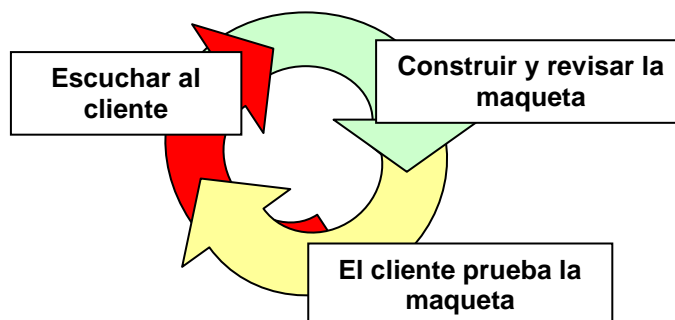 Escuchar al
cliente
Construir y revisar la
maqueta
El cliente prueba la
maqueta